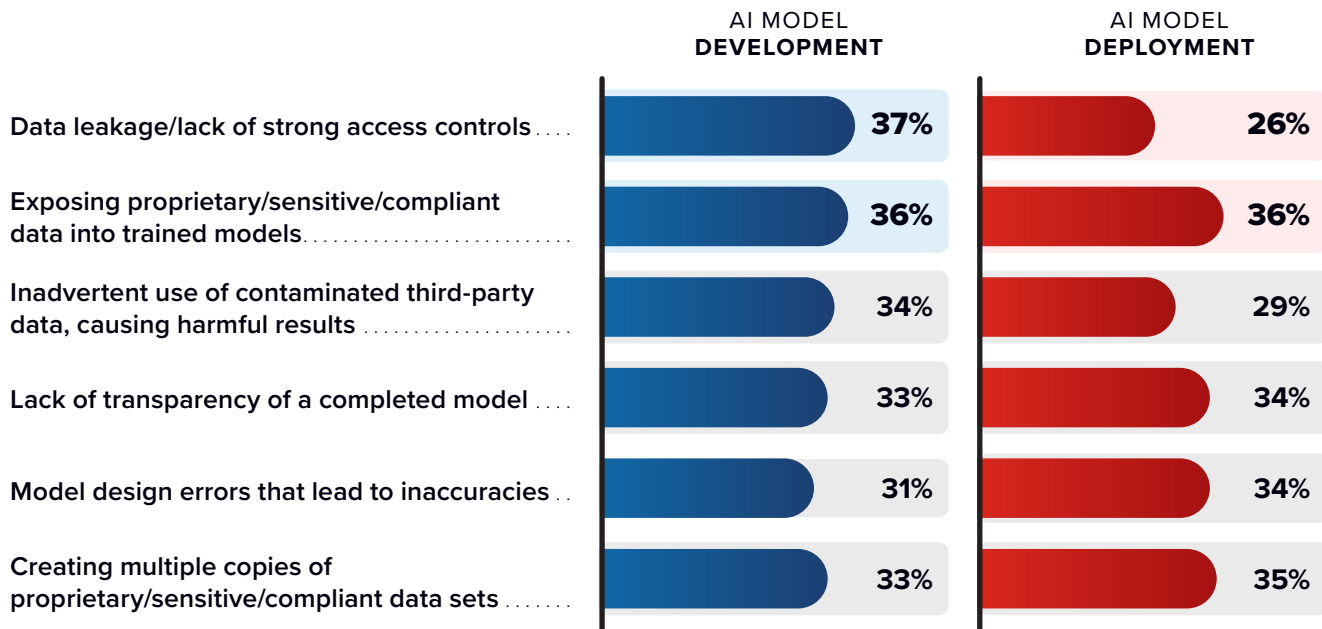 AI MODEL
DEVELOPMENT
AI MODEL
DEPLOYMENT
Data leakage/lack of strong access controls....
37%
26%
Exposing proprietary/sensitive/compliant
data into trained models..........................
36%
36%
Inadvertent use of contaminated third-party
data, causing harmful results ....................
34%
29%
Lack of transparency of a completed model ....
33%
34%
Model design errors that lead to inaccuracies ..
31%
34%
Creating multiple copies of
proprietary/sensitive/compliant data sets .......
33%
35%